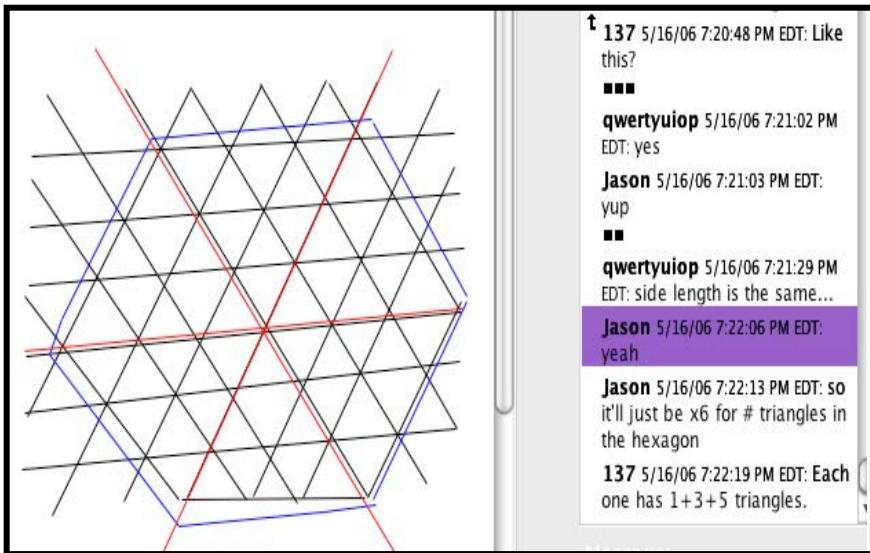 137 5/16/06 7:20:48 PM EDT: Like
this?
qwertyuiop 5/16/06 7:21:02 PM
EDT: yes
Jason 5/16/06 7:21:03 PM EDT:
yup
qwertyuiop 5/16/06 7:21:29 PM
EDT: side length is the same...
Jason 5/16/06 7:22:06 PM EDT:
yeah
Jason 5/16/06 7:22:13 PM EDT: so
it'll just be x6 for # triangles in
the hexagon
137 5/16/06 7:22:19 PM EDT: Each
one has 1+3+5 triangles.